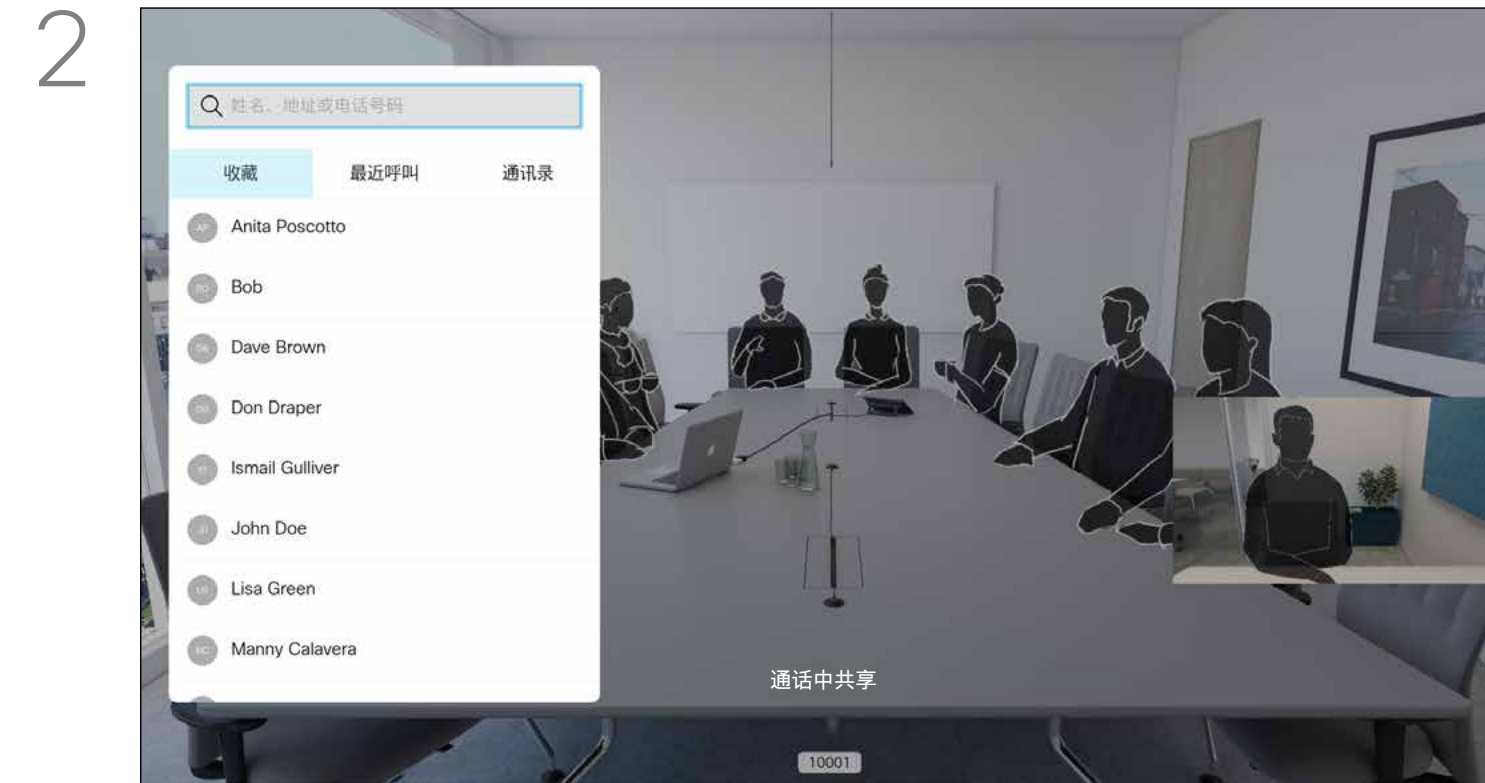 2
姓名、地址或电话号码
收藏 最近呼叫 通讯录
AP Anita Poscotto
Bob
Dave Brown
Don Draper
Ismail Gulliver
John Doe
Lisa Green
MC Manny Calavera
通话中共享
10001